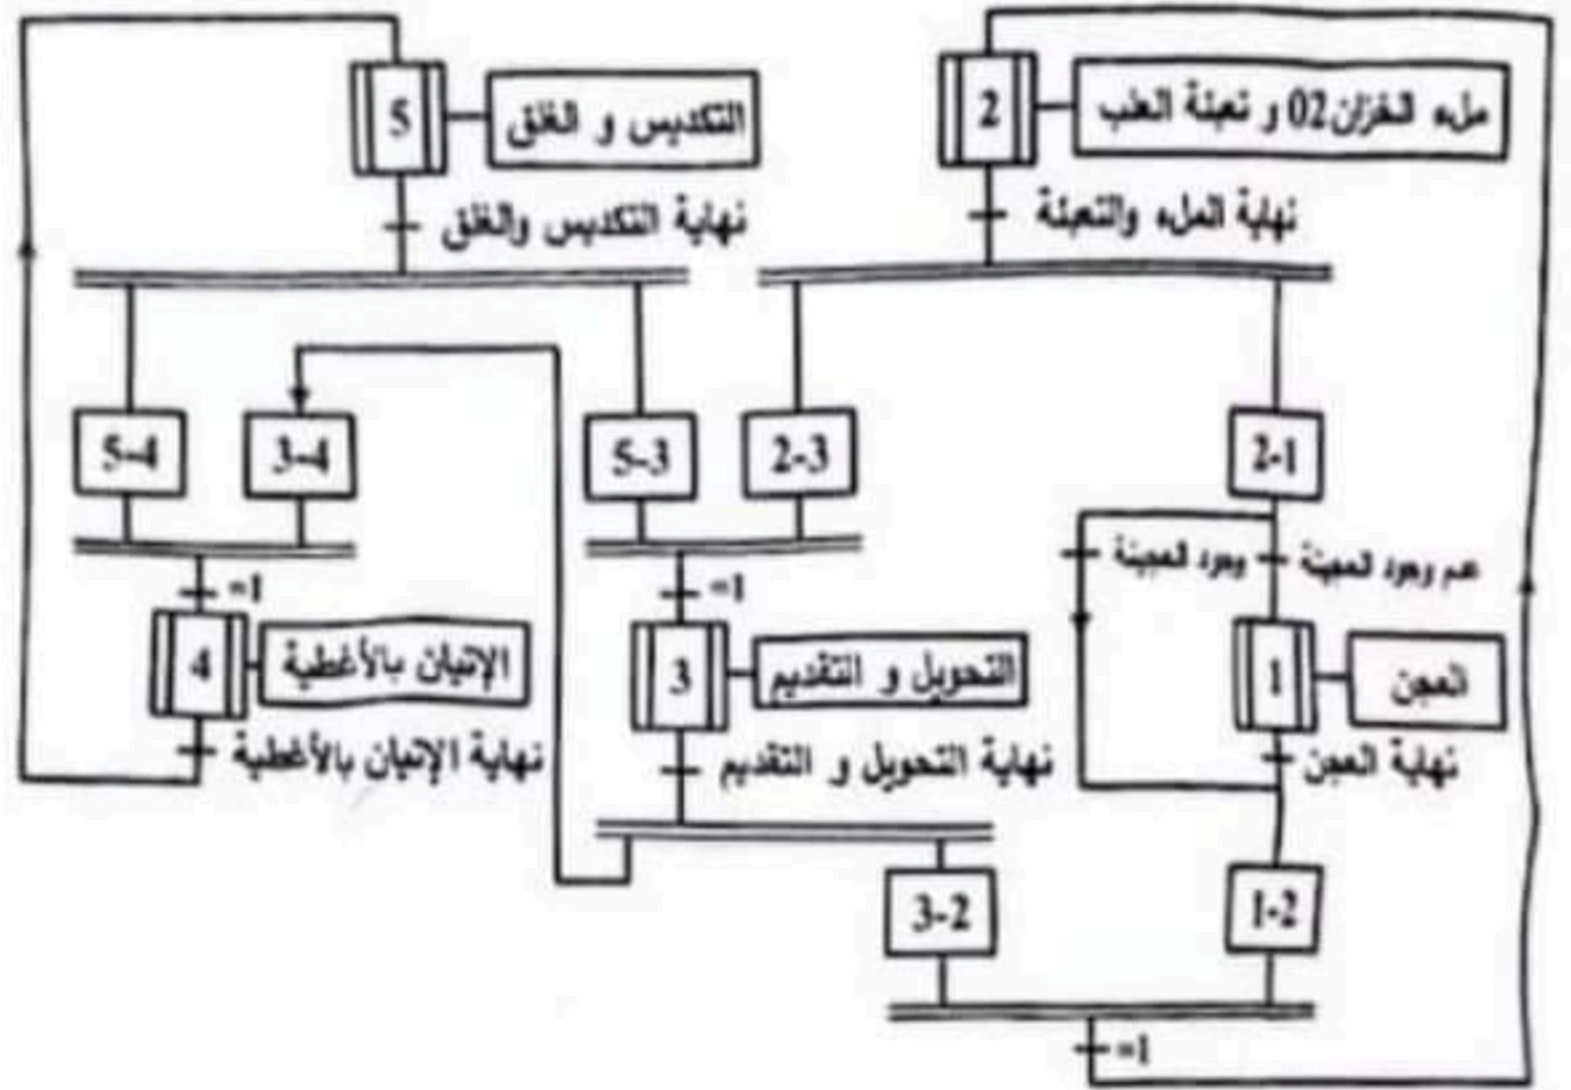 5
التكديس و الغلق
2
ملء الخزان02 و تعبئة العلب
نهاية التكديس والغلق
نهاية الملء والتعبئة
5-4
3-4
5-3
2-3
2-1
وجود العجينة
عدم وجود العجينة
=1
=1
4
الإتيان بالأغطية
3
التحويل و التقديم
1
العجن
نهاية الإتيان بالأغطية
نهاية التحويل و التقديم
نهاية العجن
3-2
1-2
=1